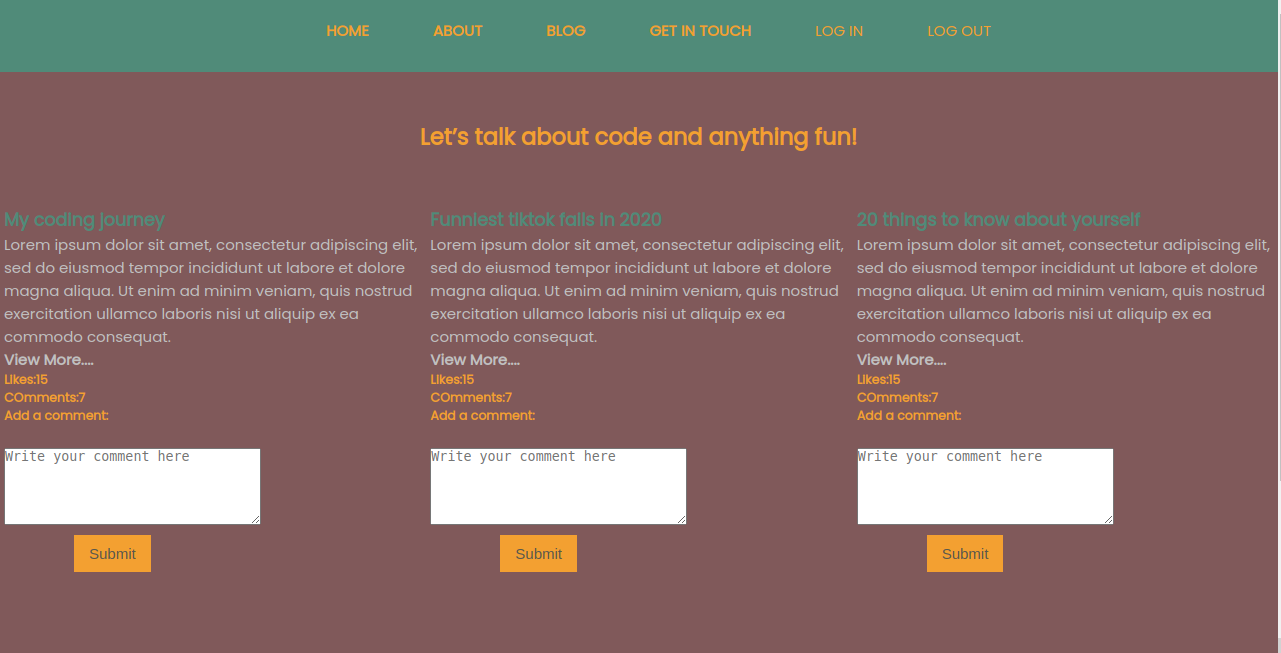 HOME ABOUT BLOG GET IN TOUCH LOG IN LOG OUT
Let's talk about code and anything fun!
My coding journey
Lorem ipsum dolor sit amet, consectetur adipiscing elit,
sed do eiusmod tempor incididunt ut labore et dolore
magna aliqua. Ut enim ad minim veniam, quis nostrud
exercitation ullamco laboris nisi ut aliquip ex ea
commodo consequat.
View More....
Likes:15
COmments:7
Add a comment:
Write your comment here
Submit
Funniest tiktok fails in 2020
Lorem ipsum dolor sit amet, consectetur adipiscing elit,
sed do eiusmod tempor incididunt ut labore et dolore
magna aliqua. Ut enim ad minim veniam, quis nostrud
exercitation ullamco laboris nisi ut aliquip ex ea
commodo consequat.
View More....
Likes:15
COmments:7
Add a comment:
Write your comment here
Submit
20 things to know about yourself
Lorem ipsum dolor sit amet, consectetur adipiscing elit,
sed do eiusmod tempor incididunt ut labore et dolore
magna aliqua. Ut enim ad minim veniam, quis nostrud
exercitation ullamco laboris nisi ut aliquip ex ea
commodo consequat.
View More....
Likes:15
COmments:7
Add a comment:
Write your comment here
Submit